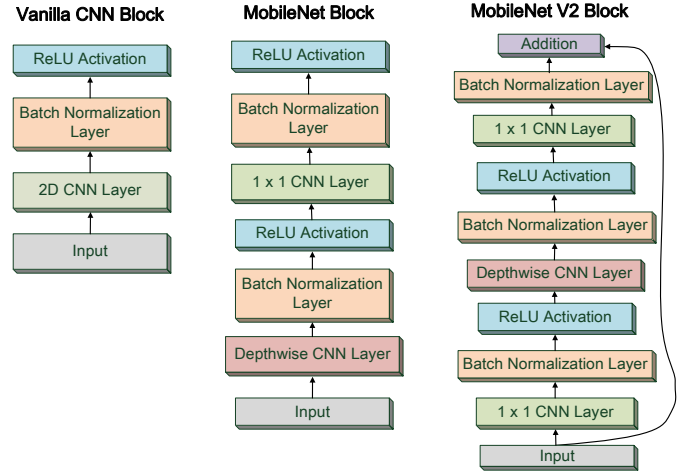 Vanilla CNN Block
ReLU Activation
Batch Normalization
Layer
2D CNN Layer
Input
MobileNet Block
ReLU Activation
Batch Normalization
Layer
1 x 1 CNN Layer
ReLU Activation
Batch Normalization
Layer
Depthwise CNN Layer
Input
MobileNet V2 Block
Addition
Batch Normalization Layer
1 x 1 CNN Layer
ReLU Activation
Batch Normalization Layer
Depthwise CNN Layer
ReLU Activation
Batch Normalization Layer
1 x 1 CNN Layer
Input